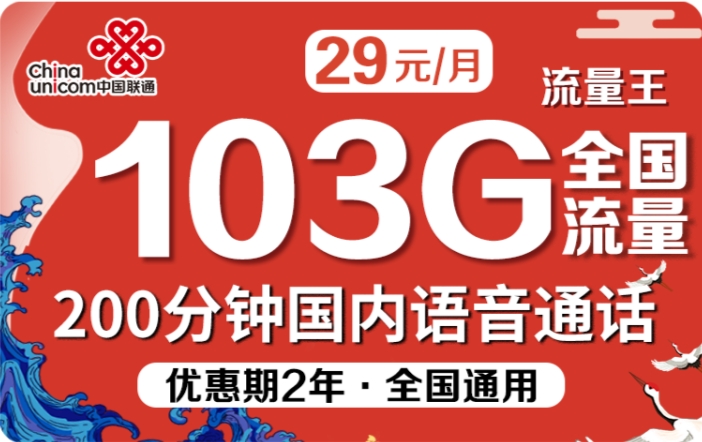 China
unicom中国联通
29元/月
流量王
103G
全国
流量
200分钟国内语音通话
优惠期2年·全国通用